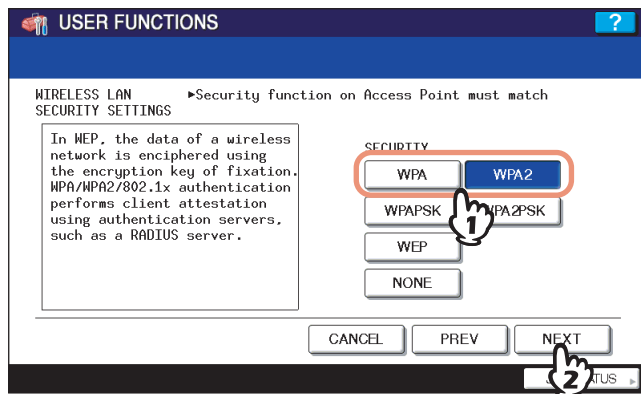 USER FUNCTIONS
?
WIRELESS LAN ►Security function on Access Point must match
SECURITY SETTINGS
In WEP, the data of a wireless
network is enciphered using
the encryption key of fixation.
WPA/WPA2/802.1x authentication
performs client attestation
using authentication servers,
such as a RADIUS server.
SECURITY
WPA WPA2
WPAPSK WPA2PSK
1
WEP
NONE
CANCEL PREV NEXT
2